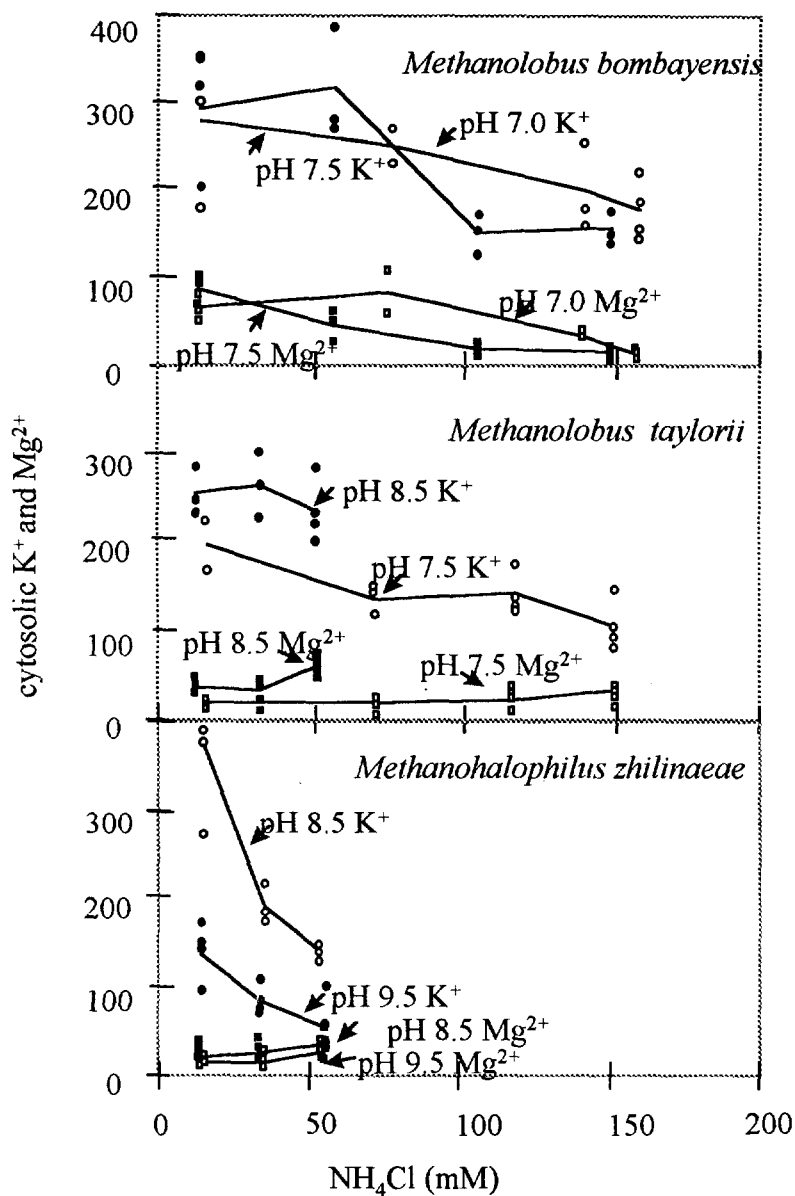 400
Methanolobus bombayensis
300
pH 7.0 K⁺
pH 7.5 K⁺
200
100
pH 7.0 Mg²⁺
pH 7.5 Mg²⁺
0
cytosolic K⁺ and Mg²⁺
Methanolobus taylorii
300
pH 8.5 K⁺
200
pH 7.5 K⁺
100
pH 8.5 Mg²⁺
pH 7.5 Mg²⁺
0
Methanohalophilus zhilinaeae
300
pH 8.5 K⁺
200
100
pH 9.5 K⁺
pH 8.5 Mg²⁺
pH 9.5 Mg²⁺
0
0 50 100 150 200
NH₄Cl (mM)